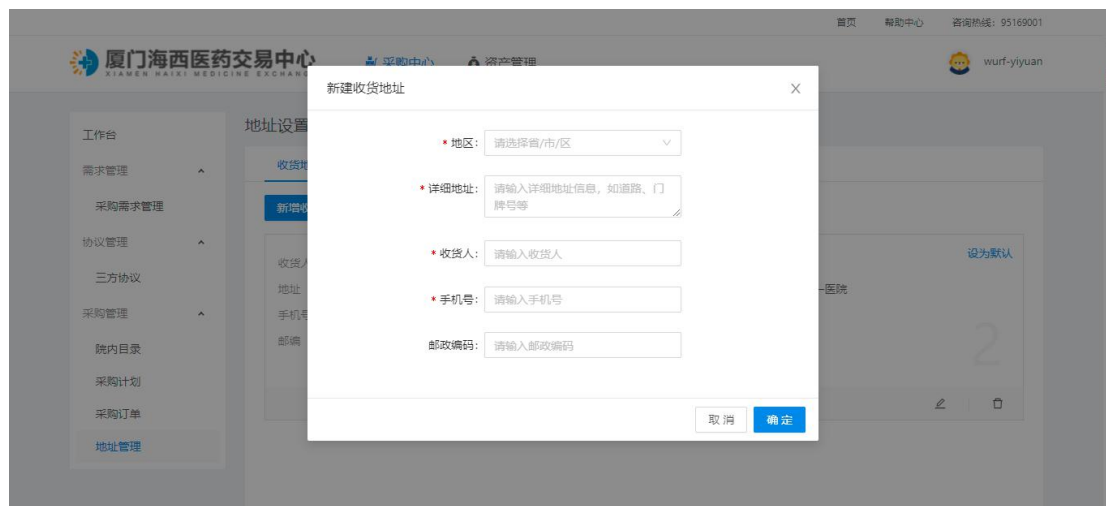 首页 帮助中心 咨询热线：95169001
厦门海西医药交易中心 采购中心 资产管理 wurf-yiyuan
XIAMEN HAIXI MEDICINE EXCHANG
新建收货地址
工作台
需求管理
采购需求管理
协议管理
三方协议
采购管理
院内目录
采购计划
采购订单
地址管理
地址设置
收货地
新增收
收货人
地址
手机号
邮编
* 地区： 请选择省/市/区
* 详细地址： 请输入详细地址信息，如道路、门
牌号等
* 收货人： 请输入收货人
* 手机号： 请输入手机号
邮政编码： 请输入邮政编码
取消 确定
设为默认
一医院
2